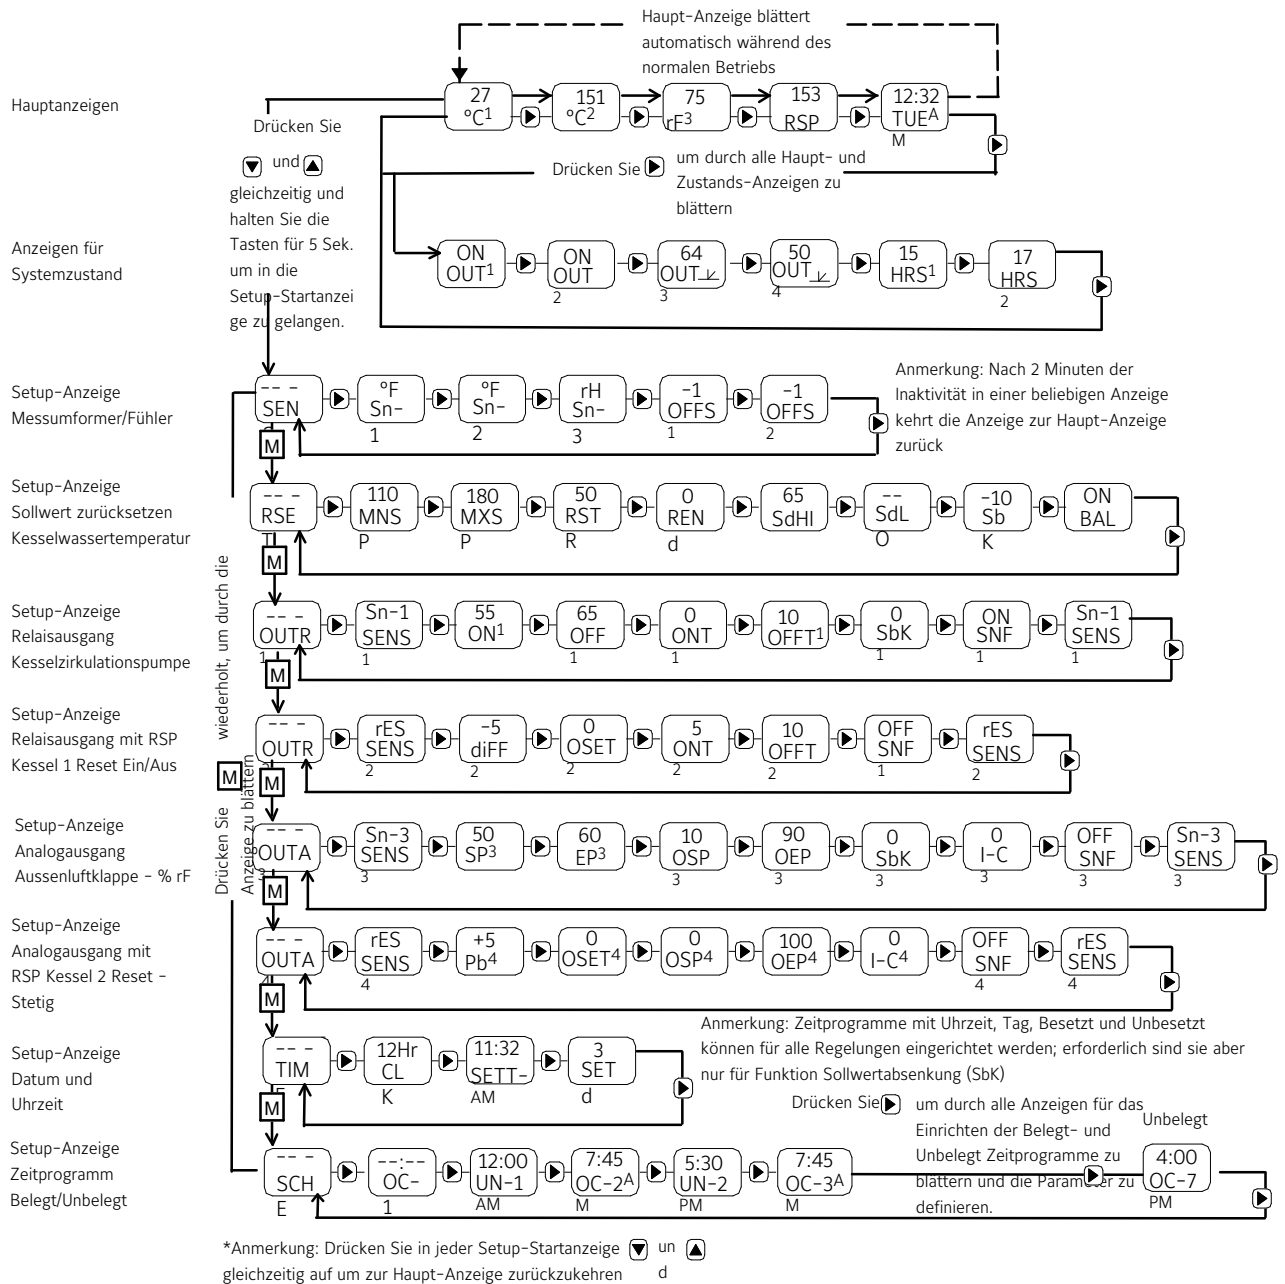 Haupt-Anzeige blättert
automatisch während des
normalen Betriebs
Hauptanzeigen
27
°C1
151
°C2
75
rF3
153
RSP
12:32
TUEA
M
Drücken Sie
und
gleichzeitig und
halten Sie die
Tasten für 5 Sek.
um in die
Setup-Startanzei
ge zu gelangen.
Drücken Sie
um durch alle Haupt- und
Zustands-Anzeigen zu
blättern
Anzeigen für
Systemzustand
ON
OUT1
ON
OUT
2
64
OUT
3
50
OUT
4
15
HRS1
17
HRS
2
Setup-Anzeige
Messumformer/Fühler
--- 
SEN
°F
Sn-
1
°F
Sn-
2
rH
Sn-
3
-1
OFFS
1
-1
OFFS
2
Anmerkung: Nach 2 Minuten der
Inaktivität in einer beliebigen Anzeige
kehrt die Anzeige zur Haupt-Anzeige
zurück
M
Setup-Anzeige
Sollwert zurücksetzen
Kesselwassertemperatur
---
RSE
T
110
MNS
P
180
MXS
P
50
RST
R
0
REN
d
65
SdHI
--
SdL
O
-10
Sb
K
ON
BAL
M
Setup-Anzeige
Relaisausgang
Kesselzirkulationspumpe
---
OUTR
1
Sn-1
SENS
1
55
ON1
65
OFF
1
0
ONT
1
10
OFFT1
0
SbK
1
ON
SNF
1
Sn-1
SENS
1
M
Setup-Anzeige
Relaisausgang mit RSP
Kessel 1 Reset Ein/Aus
---
OUTR
rES
SENS
2
-5
diFF
2
0
OSET
2
5
ONT
2
10
OFFT
2
OFF
SNF
1
rES
SENS
2
M
Drücken Sie
M
wiederholt, um durch die
Anzeige zu blättern
Setup-Anzeige
Analogausgang
Aussenluftklappe - % rF
---
OUTA
3
Sn-3
SENS
3
50
SP3
60
EP3
10
OSP
3
90
OEP
3
0
SbK
3
0
I-C
3
OFF
SNF
3
Sn-3
SENS
3
M
Setup-Anzeige
Analogausgang mit
RSP Kessel 2 Reset -
Stetig
---
OUTA
4
rES
SENS
4
+5
Pb4
0
OSET4
0
OSP4
100
OEP4
0
I-C4
OFF
SNF
4
rES
SENS
4
M
Anmerkung: Zeitprogramme mit Uhrzeit, Tag, Besetzt und Unbesetzt
können für alle Regelungen eingerichtet werden; erforderlich sind sie aber
nur für Funktion Sollwertabsenkung (SbK)
Setup-Anzeige
Datum und
Uhrzeit
---
TIM
12Hr
CL
K
11:32
SETT-
AM
3
SET
d
M
Drücken Sie
um durch alle Anzeigen für das
Einrichten der Belegt- und
Unbelegt Zeitprogramme zu
blättern und die Parameter zu
definieren.
Unbelegt
Setup-Anzeige
Zeitprogramm
Belegt/Unbelegt
---
SCH
E
--:--
OC-
1
12:00
UN-1
AM
7:45
OC-2A
M
5:30
UN-2
PM
7:45
OC-3A
M
4:00
OC-7
PM
*Anmerkung: Drücken Sie in jeder Setup-Startanzeige
un
d
gleichzeitig auf um zur Haupt-Anzeige zurückzukehren